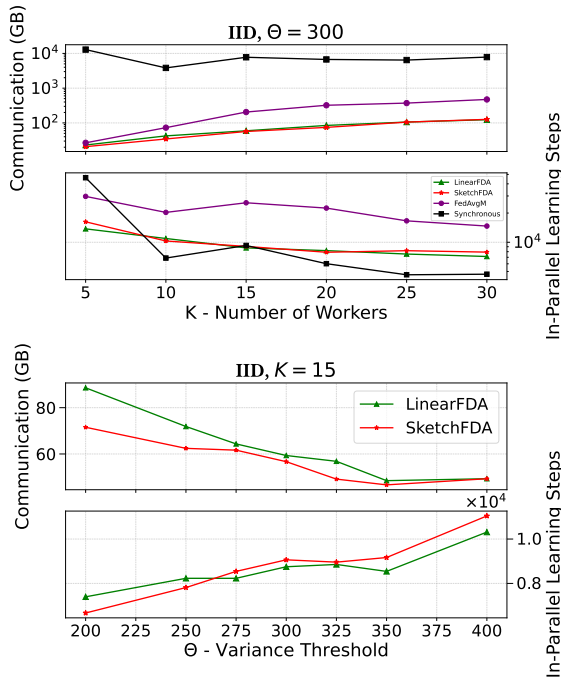 IID, Θ = 300
Communication (GB)
10^4
10^3
10^2
In-Parallel Learning Steps
LinearFDA
SketchFDA
FedAvgM
Synchronous
10^4
5 10 15 20 25 30
K - Number of Workers
IID, K = 15
Communication (GB)
80
60
LinearFDA
SketchFDA
In-Parallel Learning Steps
×10^4
1.0
0.8
200 225 250 275 300 325 350 375 400
Θ - Variance Threshold